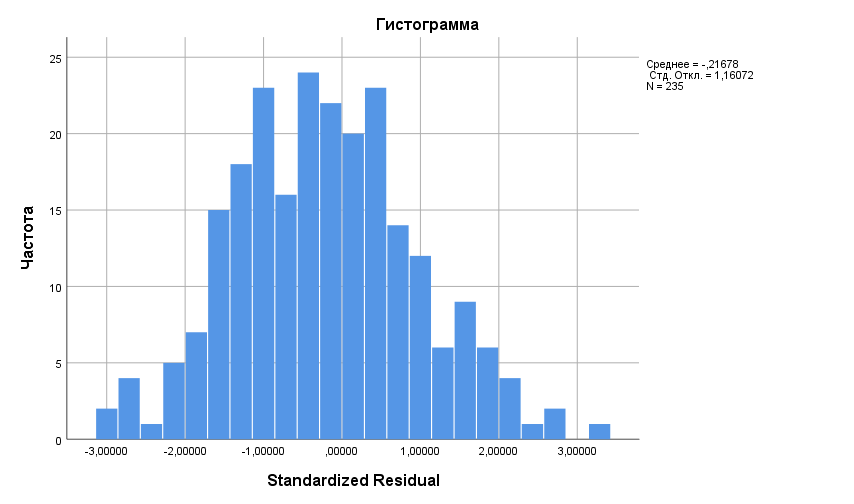 Гистограмма
Среднее = -,21678
Стд. Откл. = 1,16072
N = 235
25
20
15
10
5
0
Частота
-3,00000 -2,00000 -1,00000 ,00000 1,00000 2,00000 3,00000
Standardized Residual